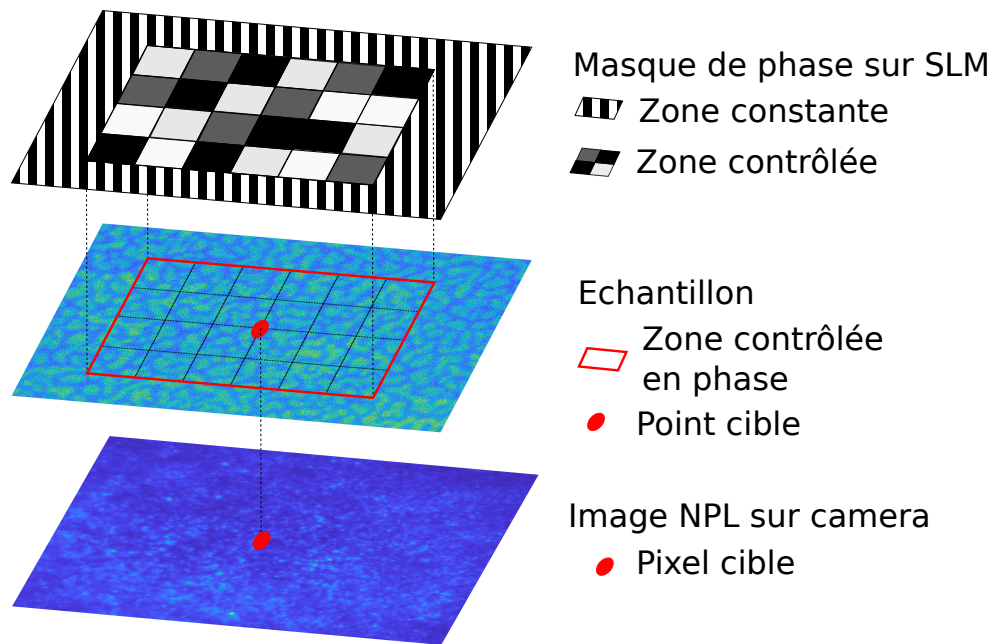 Masque de phase sur SLM
Zone constante
Zone contrôlée
Echantillon
Zone contrôlée
en phase
Point cible
Image NPL sur camera
Pixel cible